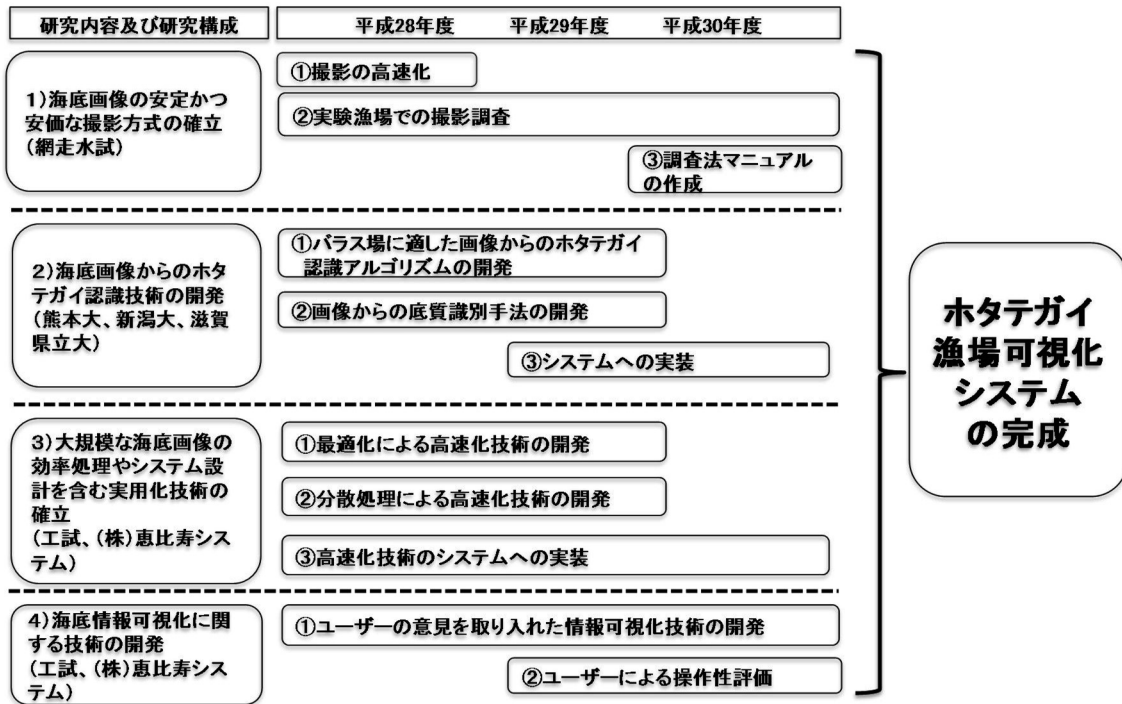 研究内容及び研究構成
平成28年度 平成29年度 平成30年度
1)海底画像の安定かつ
安価な撮影方式の確立
(網走水試)
①撮影の高速化
②実験漁場での撮影調査
③調査法マニュアル
の作成
2)海底画像からのホタ
テガイ認識技術の開発
(熊本大、新潟大、滋賀
県立大)
①バラス場に適した画像からのホタテガイ
認識アルゴリズムの開発
②画像からの底質識別手法の開発
③システムへの実装
3)大規模な海底画像の
効率処理やシステム設
計を含む実用化技術の
確立
(工試、(株)恵比寿シス
テム)
①最適化による高速化技術の開発
②分散処理による高速化技術の開発
③高速化技術のシステムへの実装
4)海底情報可視化に関
する技術の開発
(工試、(株)恵比寿シス
テム)
①ユーザーの意見を取り入れた情報可視化技術の開発
②ユーザーによる操作性評価
ホタテガイ
漁場可視化
システム
の完成